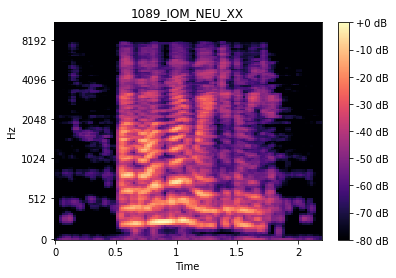 1089_IOM_NEU_XX
8192
4096
2048
1024
512
0
Hz
0
0.5
1
1.5
2
Time
+0 dB
-10 dB
-20 dB
-30 dB
-40 dB
-50 dB
-60 dB
-70 dB
-80 dB